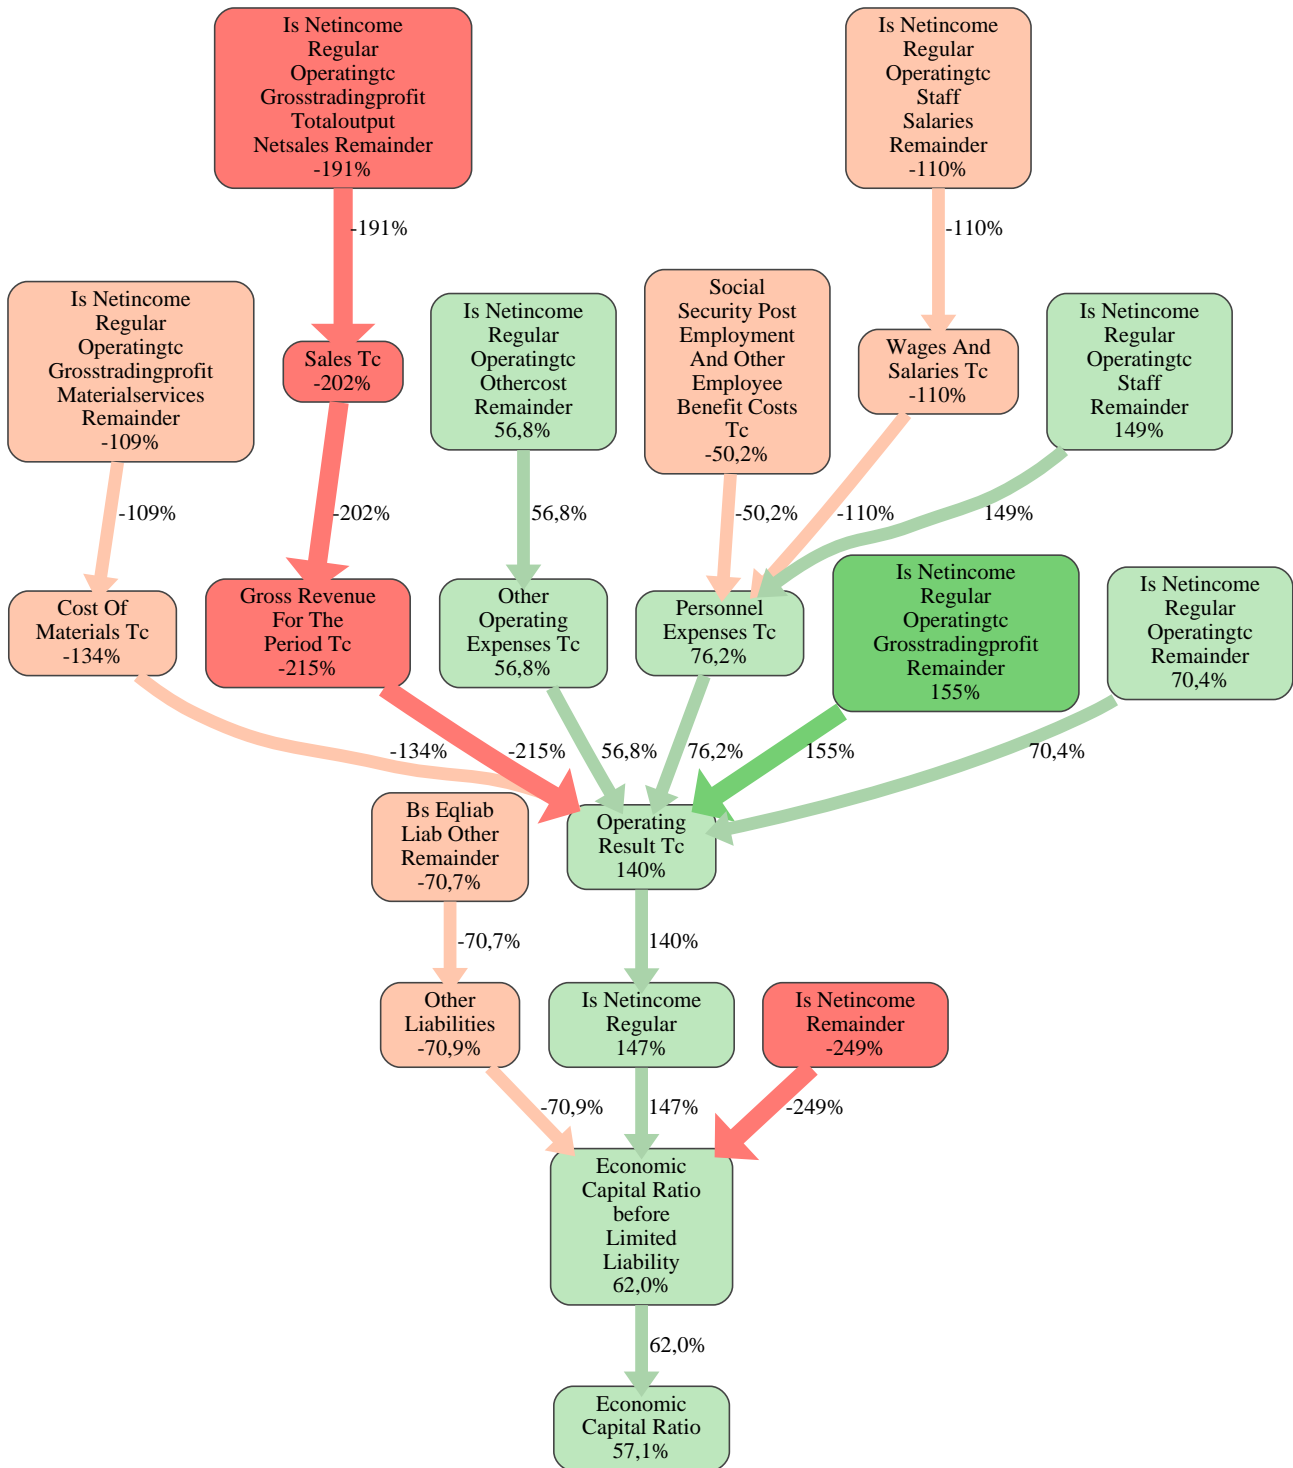 Is Netincome
Regular
Operatingtc
Grosstradingprofit
Totaloutput
Netsales Remainder
-191%
Is Netincome
Regular
Operatingtc
Staff
Salaries
Remainder
-110%
-191%
-110%
Is Netincome
Regular
Operatingtc
Grosstradingprofit
Materialservices
Remainder
-109%
Sales Tc
-202%
Is Netincome
Regular
Operatingtc
Othercost
Remainder
56,8%
Social
Security Post
Employment
And Other
Employee
Benefit Costs
Tc
-50,2%
Wages And
Salaries Tc
-110%
Is Netincome
Regular
Operatingtc
Staff
Remainder
149%
-109%
-202%
56,8%
-50,2%
-110%
149%
Cost Of
Materials Tc
-134%
Gross Revenue
For The
Period Tc
-215%
Other
Operating
Expenses Tc
56,8%
Personnel
Expenses Tc
76,2%
Is Netincome
Regular
Operatingtc
Grosstradingprofit
Remainder
155%
Is Netincome
Regular
Operatingtc
Remainder
70,4%
-134%
-215%
56,8%
76,2%
155%
70,4%
Bs Eqliab
Liab Other
Remainder
-70,7%
Operating
Result Tc
140%
-70,7%
140%
Other
Liabilities
-70,9%
Is Netincome
Regular
147%
Is Netincome
Remainder
-249%
-70,9%
147%
-249%
Economic
Capital Ratio
before
Limited
Liability
62,0%
62,0%
Economic
Capital Ratio
57,1%